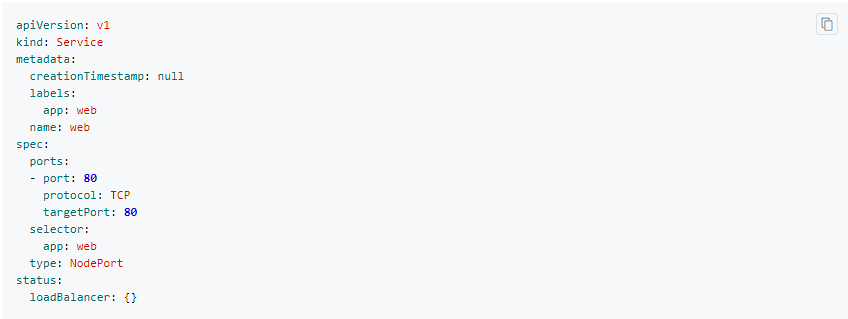 apiVersion: v1
kind: Service
metadata:
  creationTimestamp: null
  labels:
    app: web
  name: web
spec:
  ports:
  - port: 80
    protocol: TCP
    targetPort: 80
  selector:
    app: web
  type: NodePort
status:
  loadBalancer: {}